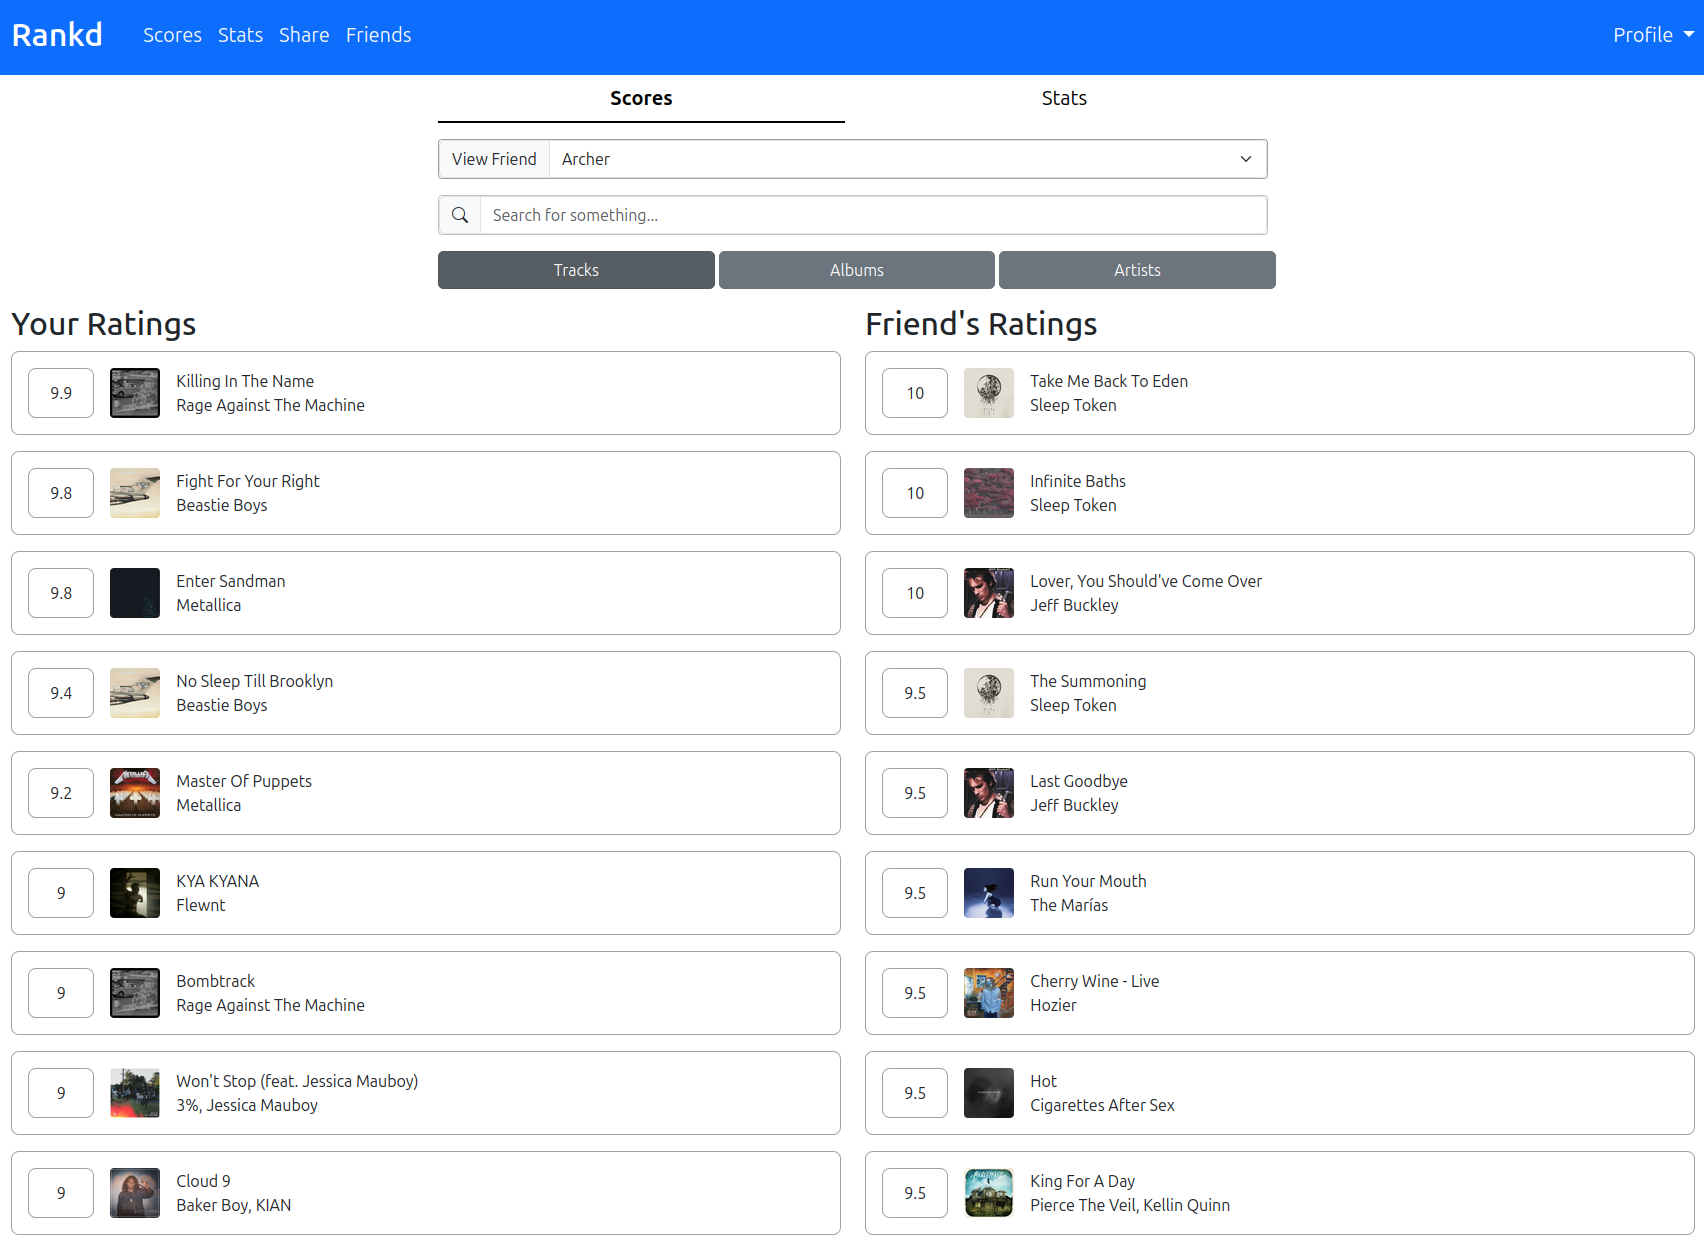 Rankd Scores Stats Share Friends Profile
Scores Stats
View Friend Archer
Search for something...
Tracks Albums Artists
Your Ratings
9.9
Killing In The Name
Rage Against The Machine
9.8
Fight For Your Right
Beastie Boys
9.8
Enter Sandman
Metallica
9.4
No Sleep Till Brooklyn
Beastie Boys
9.2
Master Of Puppets
Metallica
9
KYA KYANA
Flewnt
9
Bombtrack
Rage Against The Machine
9
Won't Stop (feat. Jessica Mauboy)
3%, Jessica Mauboy
9
Cloud 9
Baker Boy, KIAN
Friend's Ratings
10
Take Me Back To Eden
Sleep Token
10
Infinite Baths
Sleep Token
10
Lover, You Should've Come Over
Jeff Buckley
9.5
The Summoning
Sleep Token
9.5
Last Goodbye
Jeff Buckley
9.5
Run Your Mouth
The Marías
9.5
Cherry Wine - Live
Hozier
9.5
Hot
Cigarettes After Sex
9.5
King For A Day
Pierce The Veil, Kellin Quinn